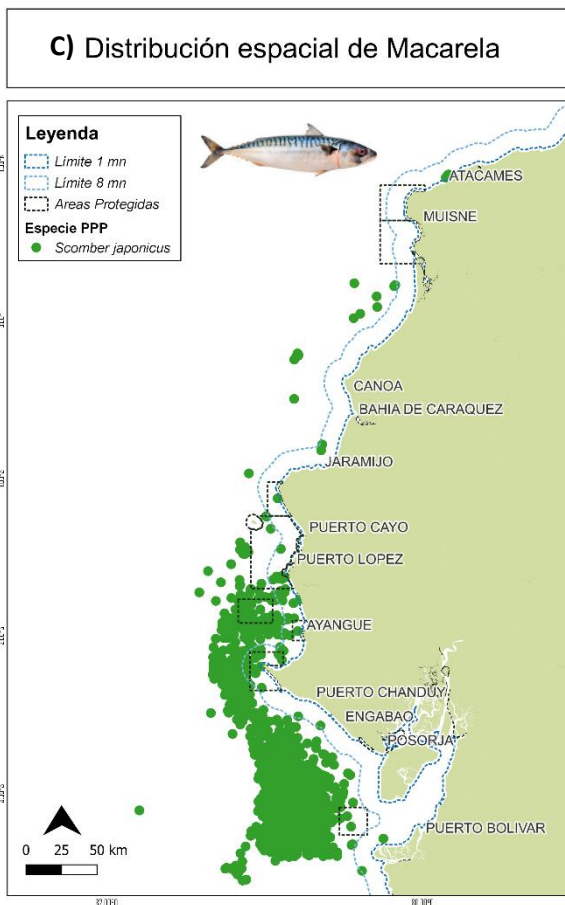 C) Distribución espacial de Macarela
Leyenda
Límite 1 mn
Límite 8 mn
Areas Protegidas
Especie PPP
Scomber japonicus
ATACAMES
MUISNE
CANOA
BAHIA DE CARAQUEZ
JARAMIJO
PUERTO CAYO
PUERTO LOPEZ
AYANGUE
PUERTO CHANDUY
ENGABAO
POSORJA
PUERTO BOLIVAR
0 25 50 km